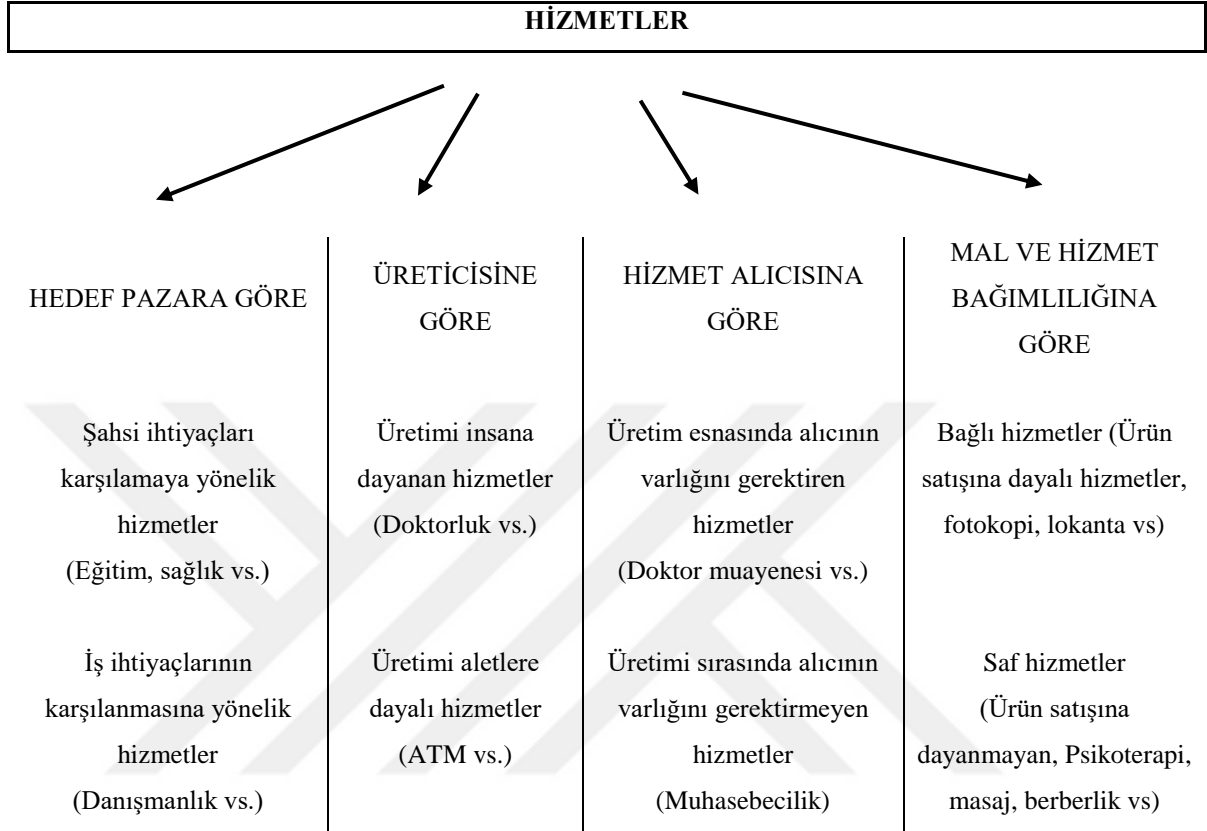 HİZMETLER
HEDEF PAZARA GÖRE
ÜRETİCİSİNE
GÖRE
HİZMET ALICISINA
GÖRE
MAL VE HİZMET
BAĞIMLILIĞINA
GÖRE
Şahsi ihtiyaçları
karşılamaya yönelik
hizmetler
(Eğitim, sağlık vs.)
Üretimi insana
dayanan hizmetler
(Doktorluk vs.)
Üretim esnasında alıcının
varlığını gerektiren
hizmetler
(Doktor muayenesi vs.)
Bağlı hizmetler (Ürün
satışına dayalı hizmetler,
fotokopi, lokanta vs)
İş ihtiyaçlarının
karşılanmasına yönelik
hizmetler
(Danışmanlık vs.)
Üretimi aletlere
dayalı hizmetler
(ATM vs.)
Üretimi sırasında alıcının
varlığını gerektirmeyen
hizmetler
(Muhasebecilik)
Saf hizmetler
(Ürün satışına
dayanmayan, Psikoterapi,
masaj, berberlik vs)